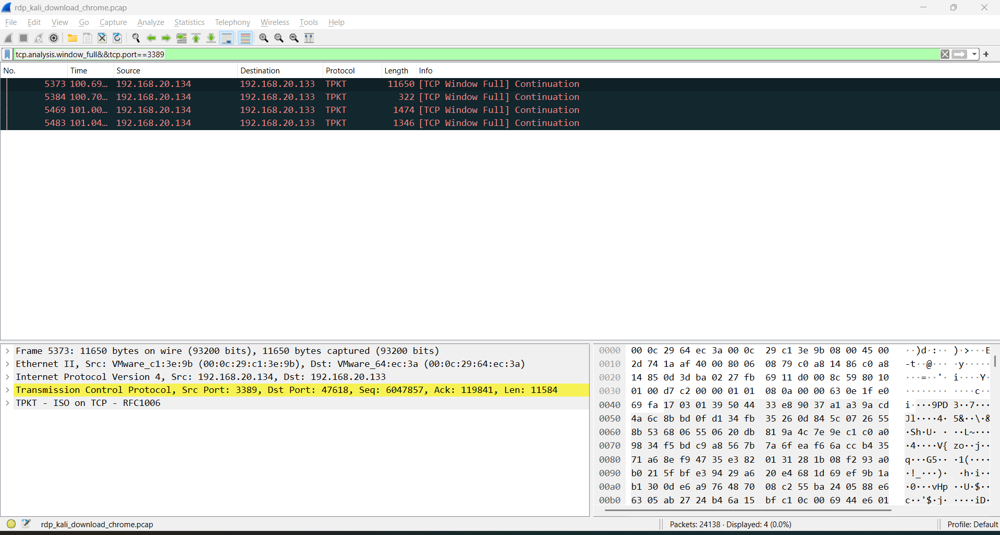 rdp_kali_download_chrome.pcap
File Edit View Go Capture Analyze Statistics Telephony Wireless Tools Help
tcp.analysis.window_full&&tcp.port==3389
No. Time Source Destination Protocol Length Info
5373 100.69… 192.168.20.134 192.168.20.133 TPKT 11650 [TCP Window Full] Continuation
5384 100.70… 192.168.20.134 192.168.20.133 TPKT 322 [TCP Window Full] Continuation
5469 101.00… 192.168.20.134 192.168.20.133 TPKT 1474 [TCP Window Full] Continuation
5483 101.04… 192.168.20.134 192.168.20.133 TPKT 1346 [TCP Window Full] Continuation
Frame 5373: 11650 bytes on wire (93200 bits), 11650 bytes captured (93200 bits)
Ethernet II, Src: VMware_c1:3e:9b (00:0c:29:c1:3e:9b), Dst: VMware_64:ec:3a (00:0c:29:64:ec:3a)
Internet Protocol Version 4, Src: 192.168.20.134, Dst: 192.168.20.133
Transmission Control Protocol, Src Port: 3389, Dst Port: 47618, Seq: 6047857, Ack: 119841, Len: 11584
TPKT - ISO on TCP - RFC1006
0000 00 0c 29 64 ec 3a 00 0c 29 c1 3e 9b 08 00 45 00 ··)d·:·· )·>···E
0010 2d 74 1a af 40 00 80 06 08 79 c0 a8 14 86 c0 a8 -t··@··· ·y·····
0020 14 85 0d 3d ba 02 27 fb 69 11 d0 00 8c 59 80 10 ···=··'· i····Y·
0030 01 00 d7 c2 00 00 01 01 08 0a 00 00 63 0e 1f e0 ········ ····c··
0040 69 fa 17 03 01 39 50 44 33 e8 90 37 a1 a3 9a cd i····9PD 3··7···
0050 4a 6c 8b bd 0f d1 34 fb 35 26 0d 84 5c 07 26 55 Jl····4· 5&··\·&
0060 8b 53 68 06 55 06 20 db 81 9a 4c 7e 9e c1 c0 a0 ·Sh·U· · ··L~···
0070 98 34 f5 bd c9 a8 56 7b 7a 6f ea f6 6a cc b4 35 ·4····V{ zo··j··
0080 71 a6 8e f9 47 35 e3 82 01 31 28 1b 08 f2 93 a0 q···G5·· ·1(····
0090 b0 21 5f bf e3 94 29 a6 20 e4 68 1d 69 ef 9b 1a ·!_···)· ·h·i··
00a0 b1 30 0d e6 a9 76 48 70 08 c2 55 ba 24 05 88 e6 ·0···vHp ··U·$··
00b0 63 05 ab 27 24 b4 6a 15 bf c1 0c 00 69 44 e6 01 c··'$·j· ····iD·
rdp_kali_download_chrome.pcap Packets: 24138 · Displayed: 4 (0.0%) Profile: Default